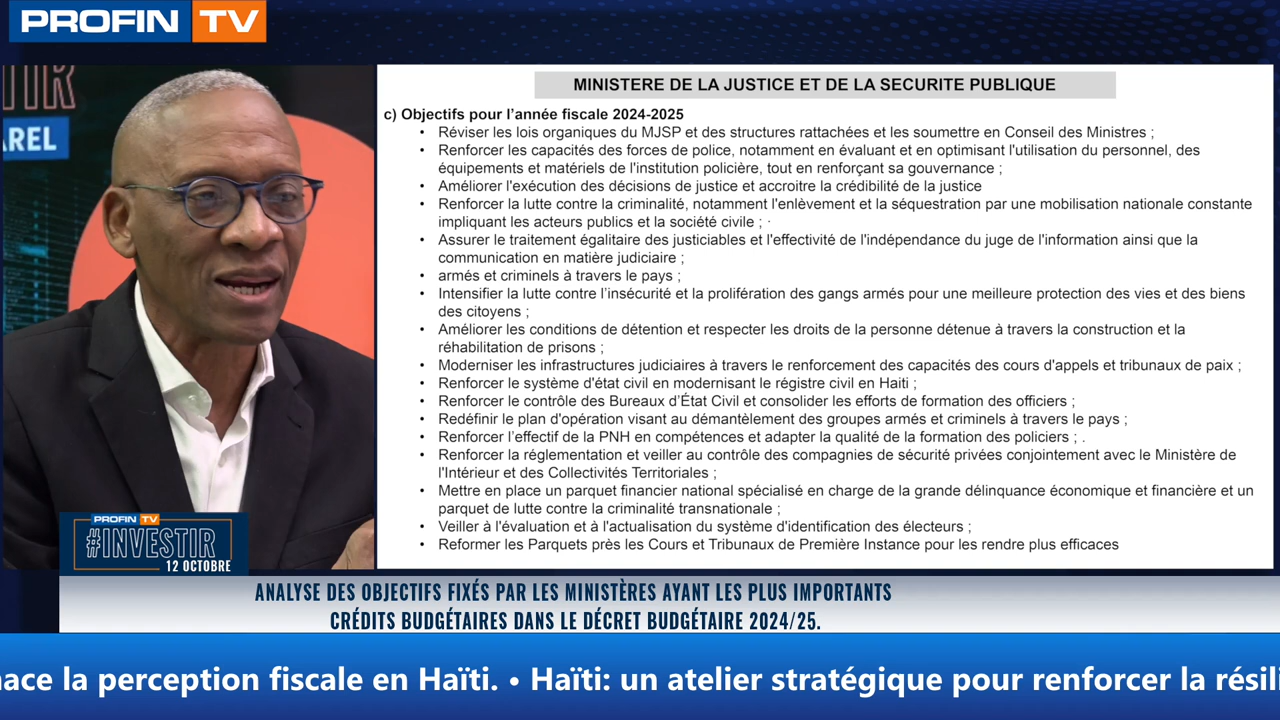 PROFIN TV
TIR
AREL
MINISTERE DE LA JUSTICE ET DE LA SECURITE PUBLIQUE
c) Objectifs pour l'année fiscale 2024-2025
• Réviser les lois organiques du MJSP et des structures rattachées et les soumettre en Conseil des Ministres ;
• Renforcer les capacités des forces de police, notamment en évaluant et en optimisant l'utilisation du personnel, des
équipements et matériels de l'institution policière, tout en renforçant sa gouvernance ;
• Améliorer l'exécution des décisions de justice et accroitre la crédibilité de la justice
• Renforcer la lutte contre la criminalité, notamment l'enlèvement et la séquestration par une mobilisation nationale constante
impliquant les acteurs publics et la société civile ; ·
• Assurer le traitement égalitaire des justiciables et l'effectivité de l'indépendance du juge de l'information ainsi que la
communication en matière judiciaire ;
• armés et criminels à travers le pays ;
• Intensifier la lutte contre l'insécurité et la prolifération des gangs armés pour une meilleure protection des vies et des biens
des citoyens ;
• Améliorer les conditions de détention et respecter les droits de la personne détenue à travers la construction et la
réhabilitation de prisons ;
• Moderniser les infrastructures judiciaires à travers le renforcement des capacités des cours d'appels et tribunaux de paix ;
• Renforcer le système d'état civil en modernisant le régistre civil en Haiti ;
• Renforcer le contrôle des Bureaux d'État Civil et consolider les efforts de formation des officiers ;
• Redéfinir le plan d'opération visant au démantèlement des groupes armés et criminels à travers le pays ;
• Renforcer l'effectif de la PNH en compétences et adapter la qualité de la formation des policiers ; .
• Renforcer la réglementation et veiller au contrôle des compagnies de sécurité privées conjointement avec le Ministère de
l'Intérieur et des Collectivités Territoriales ;
• Mettre en place un parquet financier national spécialisé en charge de la grande délinquance économique et financière et un
parquet de lutte contre la criminalité transnationale ;
• Veiller à l'évaluation et à l'actualisation du système d'identification des électeurs ;
• Reformer les Parquets près les Cours et Tribunaux de Première Instance pour les rendre plus efficaces
PROFIN TV
#INVESTIR
12 OCTOBRE
ANALYSE DES OBJECTIFS FIXÉS PAR LES MINISTÈRES AYANT LES PLUS IMPORTANTS
CRÉDITS BUDGÉTAIRES DANS LE DÉCRET BUDGÉTAIRE 2024/25.
nace la perception fiscale en Haïti. • Haïti: un atelier stratégique pour renforcer la résili